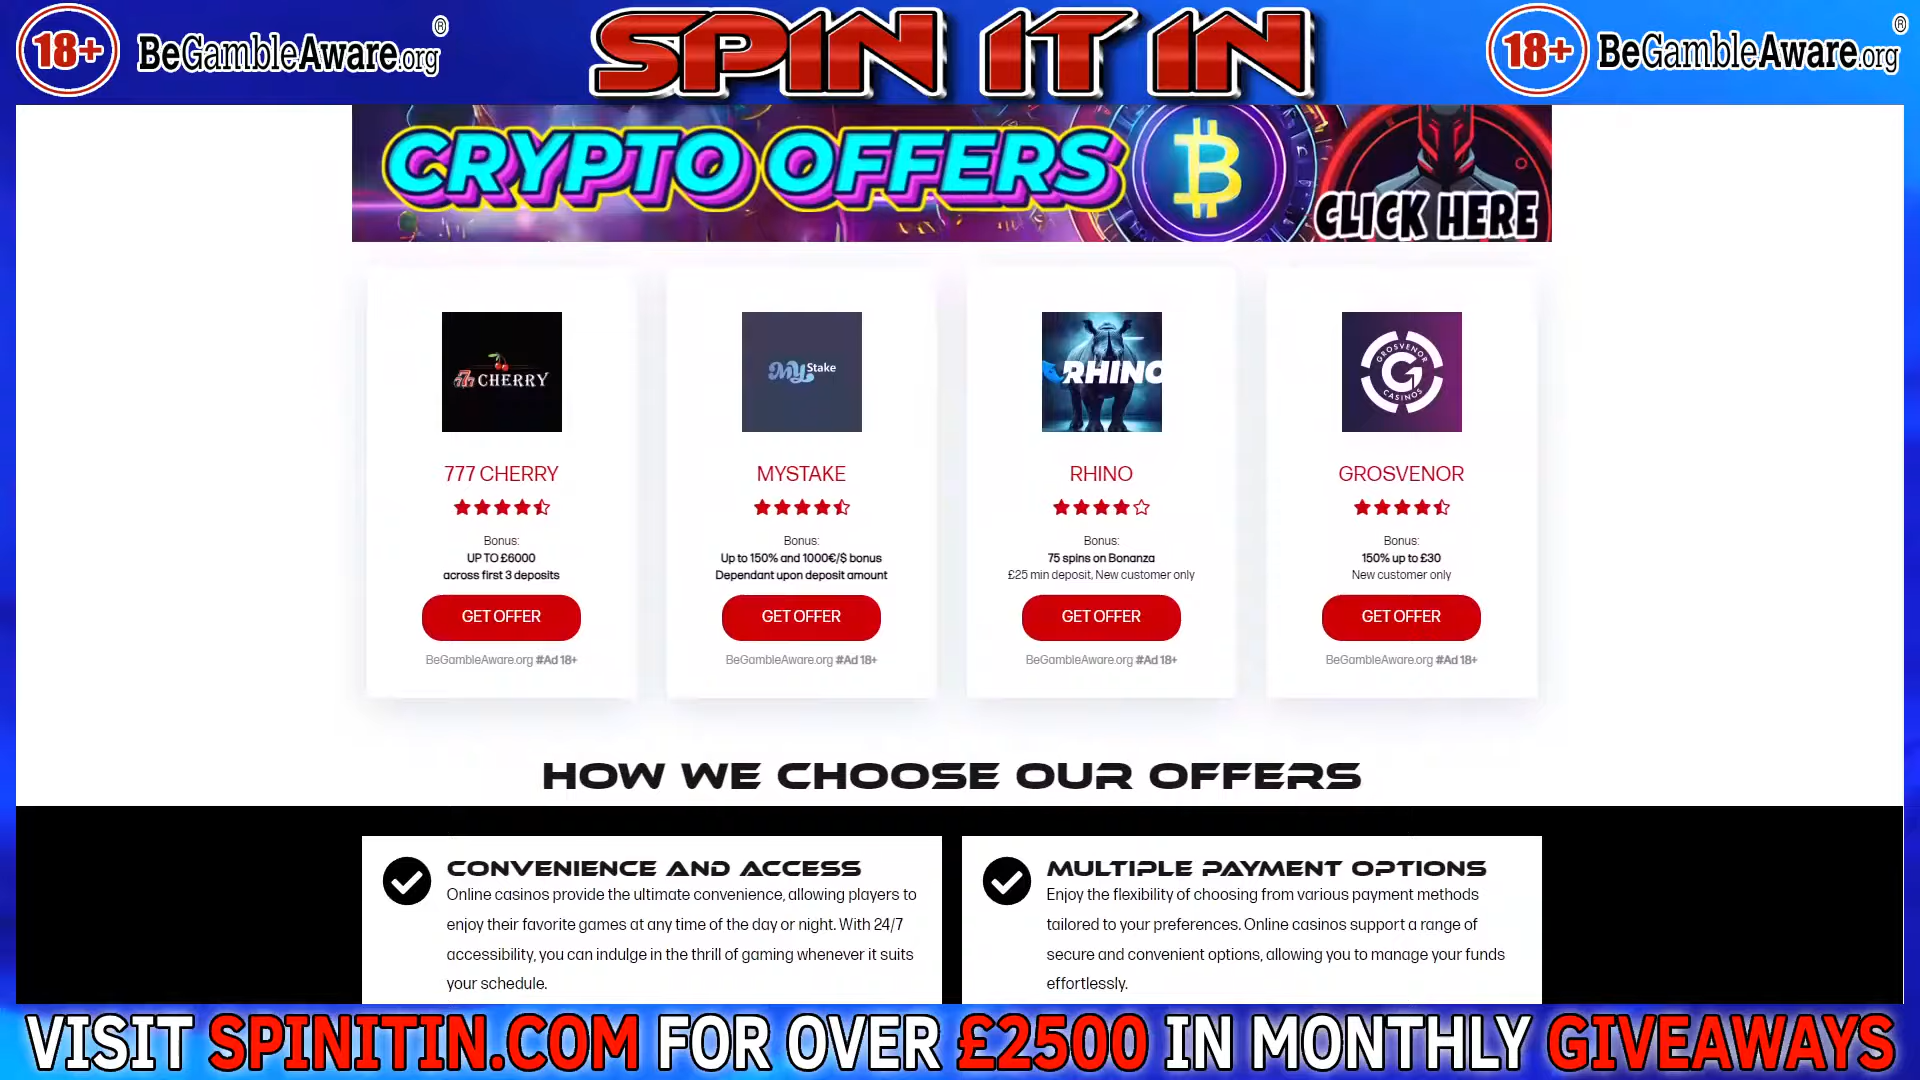 18+ BeGambleAware.org®
SPIN IT IN
18+ BeGambleAware.org®
CRYPTO OFFERS
CLICK HERE
777 CHERRY
My Stake
RHINO
GROSVENOR
G
CASINOS
777 CHERRY
MYSTAKE
RHINO
GROSVENOR
Bonus:
UP TO £6000
across first 3 deposits
Bonus:
Up to 150% and 1000€/$ bonus
Dependant upon deposit amount
Bonus:
75 spins on Bonanza
£25 min deposit, New customer only
Bonus:
150% up to £30
New customer only
GET OFFER
GET OFFER
GET OFFER
GET OFFER
BeGambleAware.org #Ad 18+
BeGambleAware.org #Ad 18+
BeGambleAware.org #Ad 18+
BeGambleAware.org #Ad 18+
HOW WE CHOOSE OUR OFFERS
CONVENIENCE AND ACCESS
Online casinos provide the ultimate convenience, allowing players to
enjoy their favorite games at any time of the day or night. With 24/7
accessibility, you can indulge in the thrill of gaming whenever it suits
your schedule.
MULTIPLE PAYMENT OPTIONS
Enjoy the flexibility of choosing from various payment methods
tailored to your preferences. Online casinos support a range of
secure and convenient options, allowing you to manage your funds
effortlessly.
VISIT SPINITIN.COM FOR OVER £2500 IN MONTHLY GIVEAWAYS